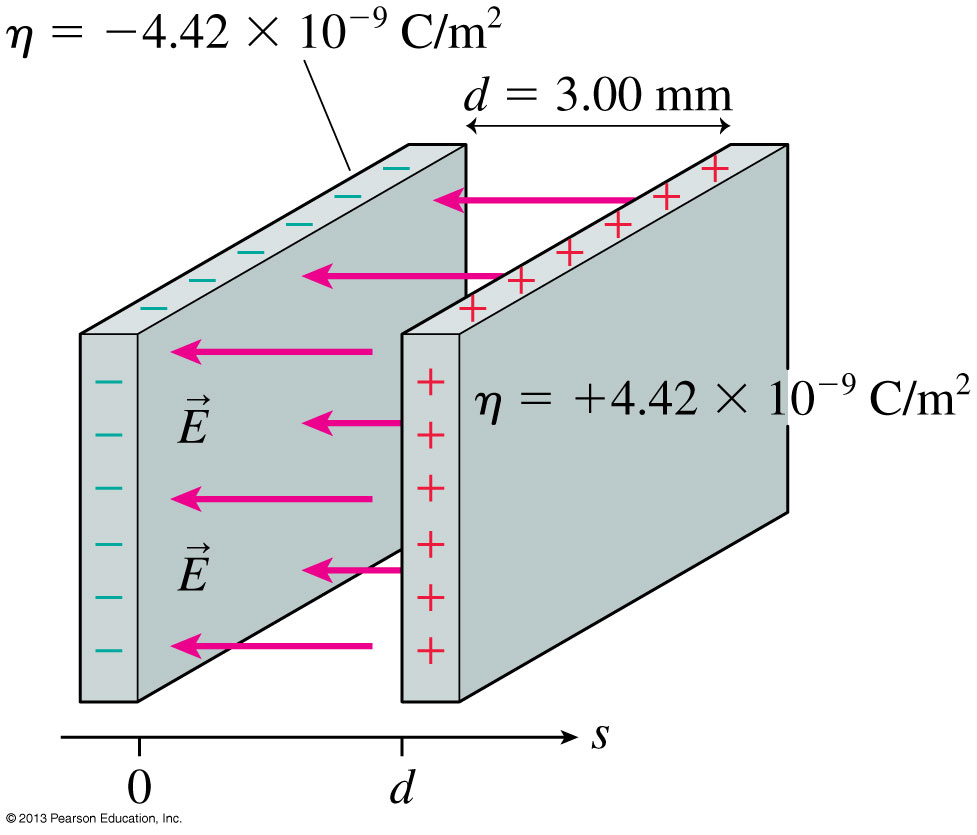 η = −4.42 × 10⁻⁹ C/m²
d = 3.00 mm
− − − − − −
+ + + + + +
η = +4.42 × 10⁻⁹ C/m²
E⃗
E⃗
− − − − − −
+ + + + + +
s
0 d
© 2013 Pearson Education, Inc.